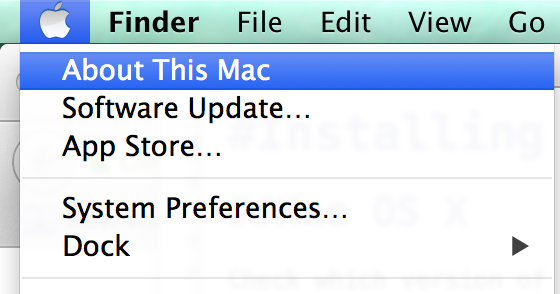 Finder File Edit View Go
About This Mac
Software Update…
App Store…
#Installing
System Preferences…
OS X
Dock
Check which version of